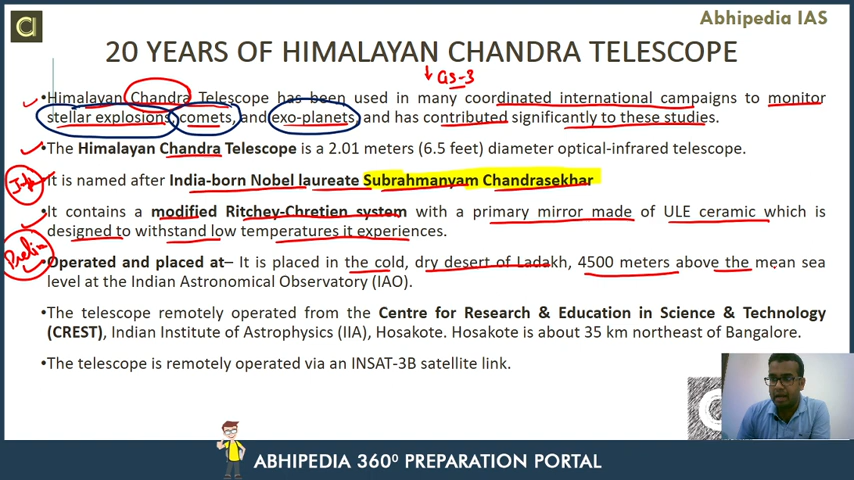 Abhipedia IAS
a
20 YEARS OF HIMALAYAN CHANDRA TELESCOPE
GS-3
•Himalayan Chandra Telescope has been used in many coordinated international campaigns to monitor
stellar explosions, comets, and exo-planets, and has contributed significantly to these studies.
•The Himalayan Chandra Telescope is a 2.01 meters (6.5 feet) diameter optical-infrared telescope.
•It is named after India-born Nobel laureate Subrahmanyam Chandrasekhar
•It contains a modified Ritchey-Chretien system with a primary mirror made of ULE ceramic which is
designed to withstand low temperatures it experiences.
Prelim
•Operated and placed at– It is placed in the cold, dry desert of Ladakh, 4500 meters above the mean sea
level at the Indian Astronomical Observatory (IAO).
•The telescope remotely operated from the Centre for Research & Education in Science & Technology
(CREST), Indian Institute of Astrophysics (IIA), Hosakote. Hosakote is about 35 km northeast of Bangalore.
•The telescope is remotely operated via an INSAT-3B satellite link.
ABHIPEDIA 360⁰ PREPARATION PORTAL